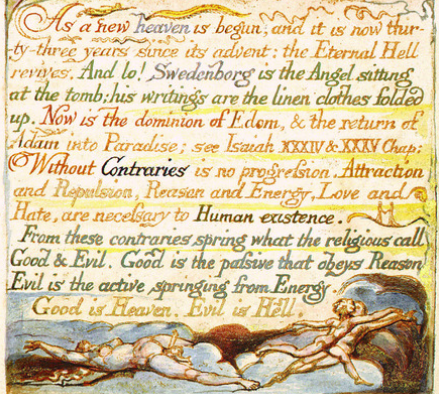 As a new heaven is begun, and it is now thir-
ty-three years since its advent: the Eternal Hell
revives. And lo! Swedenborg is the Angel sitting
at the tomb: his writings are the linen clothes folded
up. Now is the dominion of Edom, & the return of
Adam into Paradise; see Isaiah XXXIV & XXXV Chap:
Without Contraries is no progression. Attraction
and Repulsion, Reason and Energy, Love and
Hate, are necessary to Human existence.
From these contraries spring what the religious call
Good & Evil. Good is the passive that obeys Reason
Evil is the active springing from Energy.
Good is Heaven. Evil is Hell.